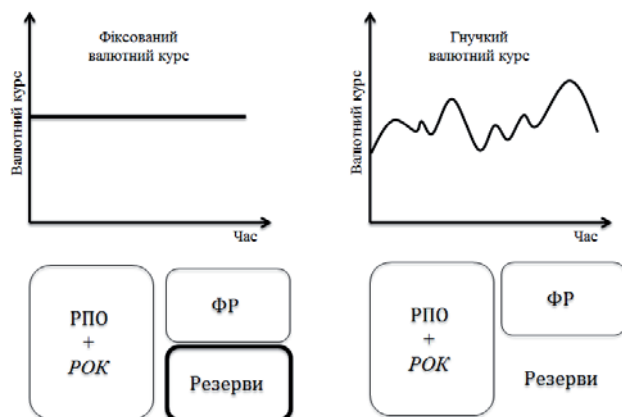 Фіксований
валютний курс
Валютний курс
Час
РПО
+
РОК
ФР
Резерви
Гнучкий
валютний курс
Валютний курс
Час
РПО
+
РОК
ФР
Резерви